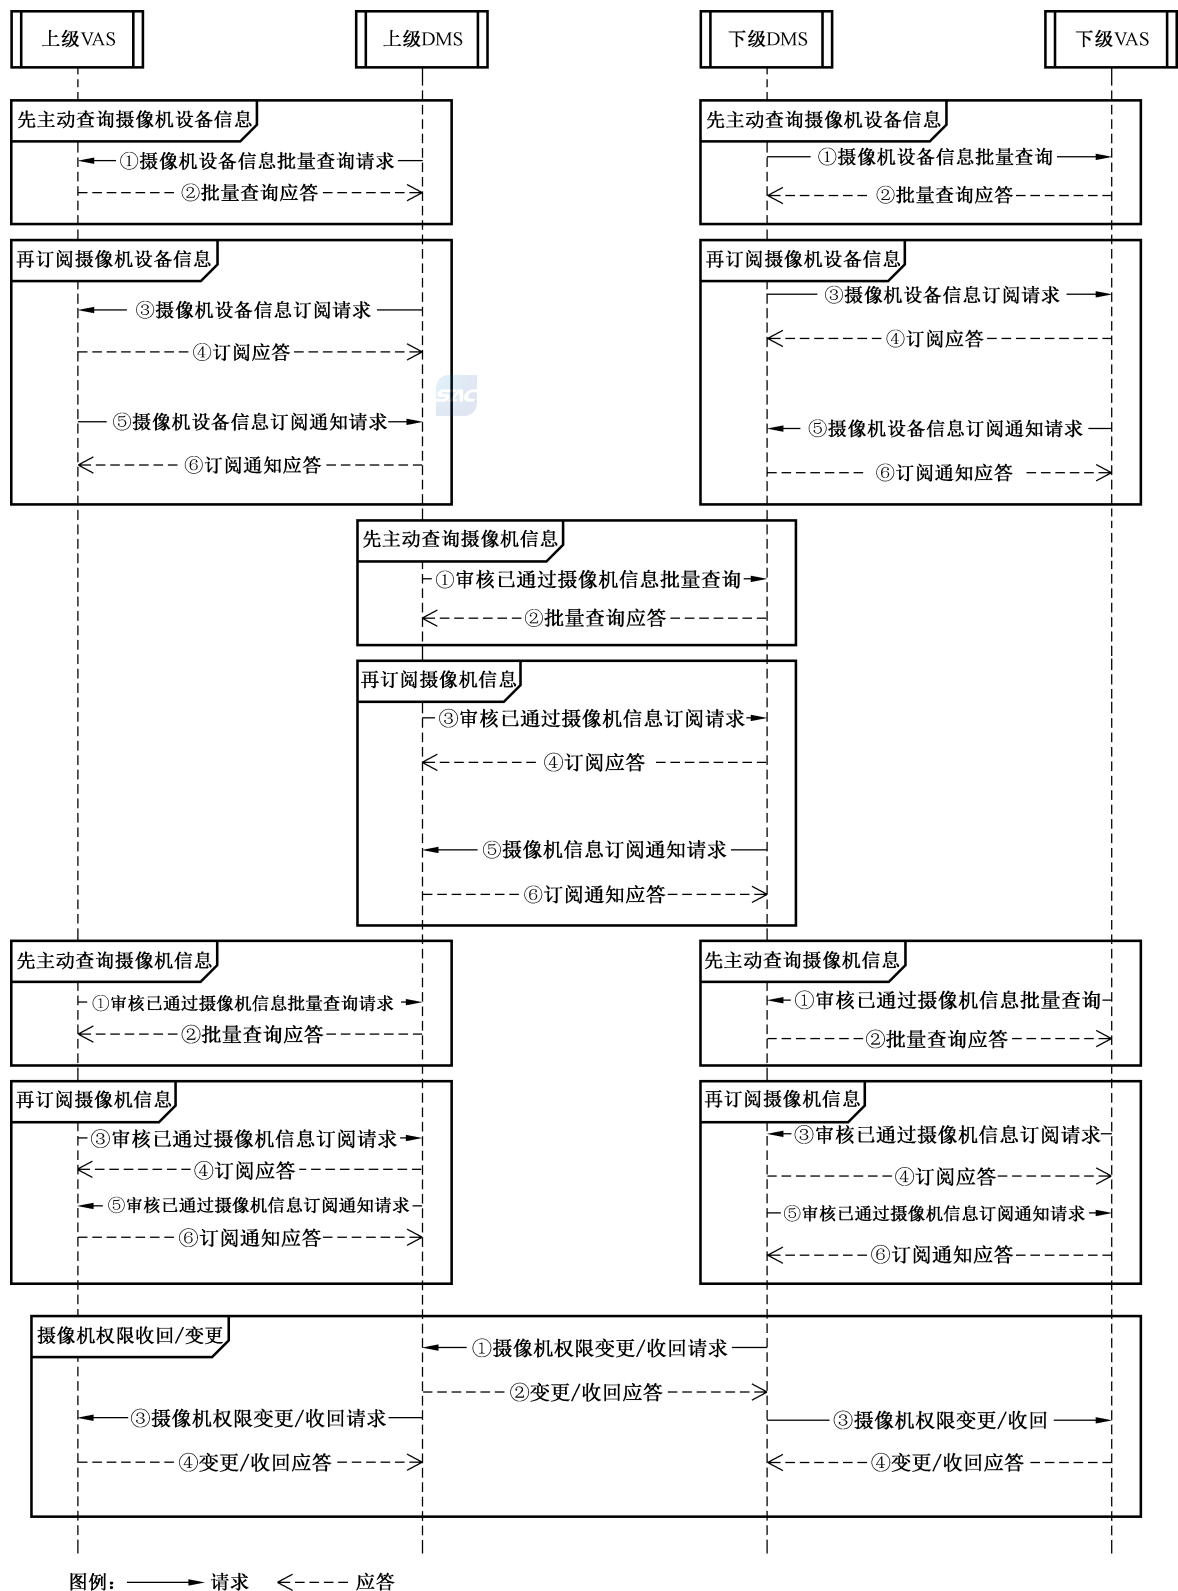 上级VAS
上级DMS
下级DMS
下级VAS
先主动查询摄像机设备信息
①摄像机设备信息批量查询请求
②批量查询应答
先主动查询摄像机设备信息
①摄像机设备信息批量查询
②批量查询应答
再订阅摄像机设备信息
③摄像机设备信息订阅请求
④订阅应答
⑤摄像机设备信息订阅通知请求
⑥订阅通知应答
再订阅摄像机设备信息
③摄像机设备信息订阅请求
④订阅应答
⑤摄像机设备信息订阅通知请求
⑥订阅通知应答
SAC
先主动查询摄像机信息
①审核已通过摄像机信息批量查询
②批量查询应答
再订阅摄像机信息
③审核已通过摄像机信息订阅请求
④订阅应答
⑤摄像机信息订阅通知请求
⑥订阅通知应答
先主动查询摄像机信息
①审核已通过摄像机信息批量查询请求
②批量查询应答
先主动查询摄像机信息
①审核已通过摄像机信息批量查询
②批量查询应答
再订阅摄像机信息
③审核已通过摄像机信息订阅请求
④订阅应答
⑤审核已通过摄像机信息订阅通知请求
⑥订阅通知应答
再订阅摄像机信息
③审核已通过摄像机信息订阅请求
④订阅应答
⑤审核已通过摄像机信息订阅通知请求
⑥订阅通知应答
摄像机权限收回/变更
①摄像机权限变更/收回请求
②变更/收回应答
③摄像机权限变更/收回请求
③摄像机权限变更/收回
④变更/收回应答
④变更/收回应答
图例： 请求 应答